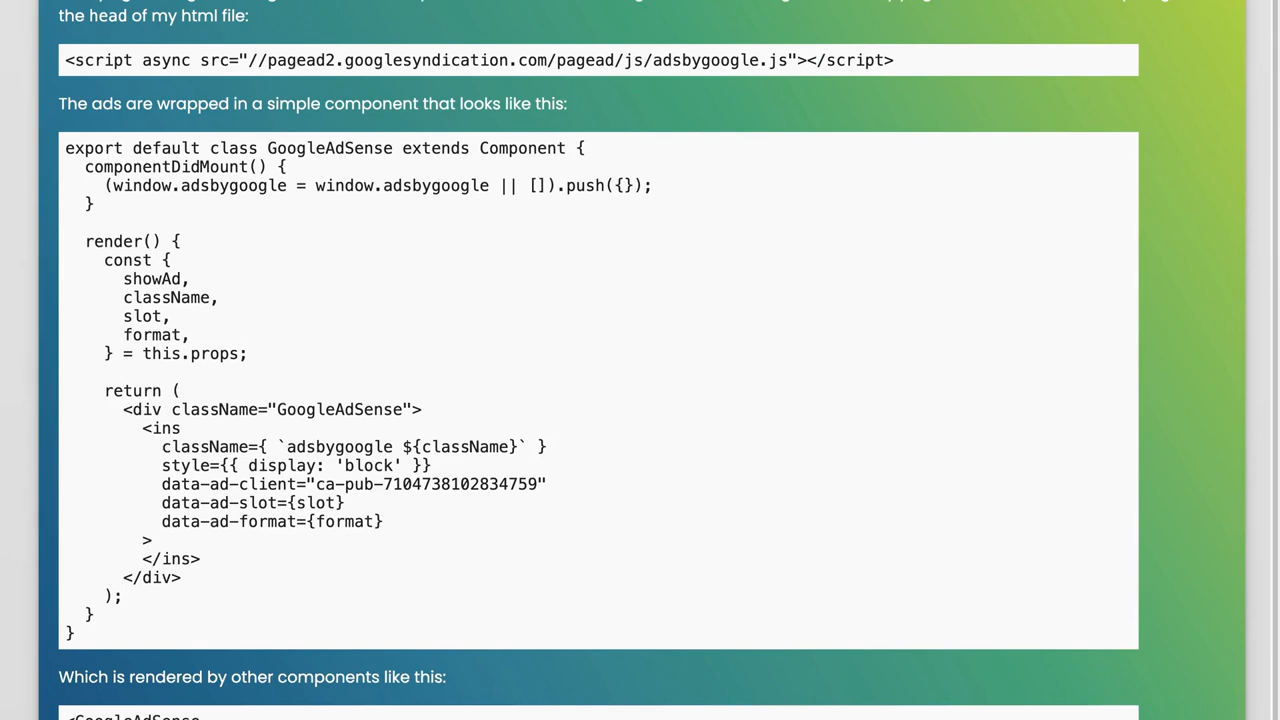 the head of my html file:
<script async src="//pagead2.googlesyndication.com/pagead/js/adsbygoogle.js"></script>
The ads are wrapped in a simple component that looks like this:
export default class GoogleAdSense extends Component {
  componentDidMount() {
    (window.adsbygoogle = window.adsbygoogle || []).push({});
  }
  render() {
    const {
      showAd,
      className,
      slot,
      format,
    } = this.props;
    return (
      <div className="GoogleAdSense">
        <ins
          className={ `adsbygoogle ${className}` }
          style={{ display: 'block' }}
          data-ad-client="ca-pub-7104738102834759"
          data-ad-slot={slot}
          data-ad-format={format}
        >
        </ins>
      </div>
    );
  }
}
Which is rendered by other components like this:
<GoogleAdSense